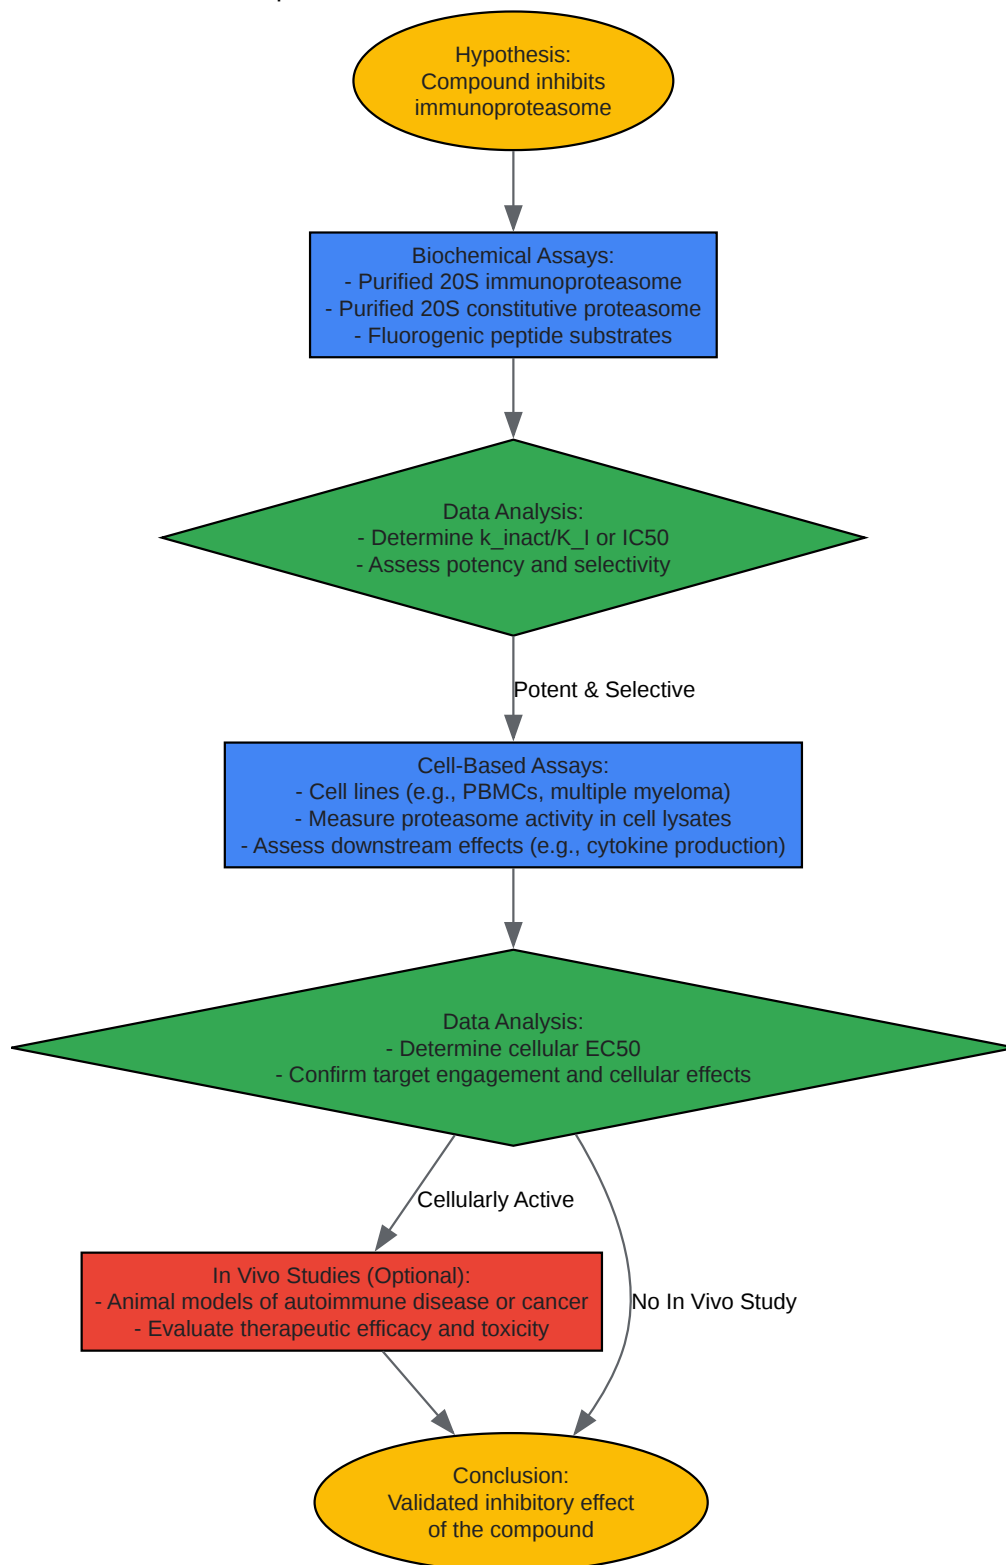 Hypothesis:
Compound inhibits
immunoproteasome
Biochemical Assays:
- Purified 20S immunoproteasome
- Purified 20S constitutive proteasome
- Fluorogenic peptide substrates
Data Analysis:
- Determine k_inact/K_I or IC50
- Assess potency and selectivity
Potent & Selective
Cell-Based Assays:
- Cell lines (e.g., PBMCs, multiple myeloma)
- Measure proteasome activity in cell lysates
- Assess downstream effects (e.g., cytokine production)
Data Analysis:
- Determine cellular EC50
- Confirm target engagement and cellular effects
Cellularly Active
In Vivo Studies (Optional):
- Animal models of autoimmune disease or cancer
- Evaluate therapeutic efficacy and toxicity
No In Vivo Study
Conclusion:
Validated inhibitory effect
of the compound